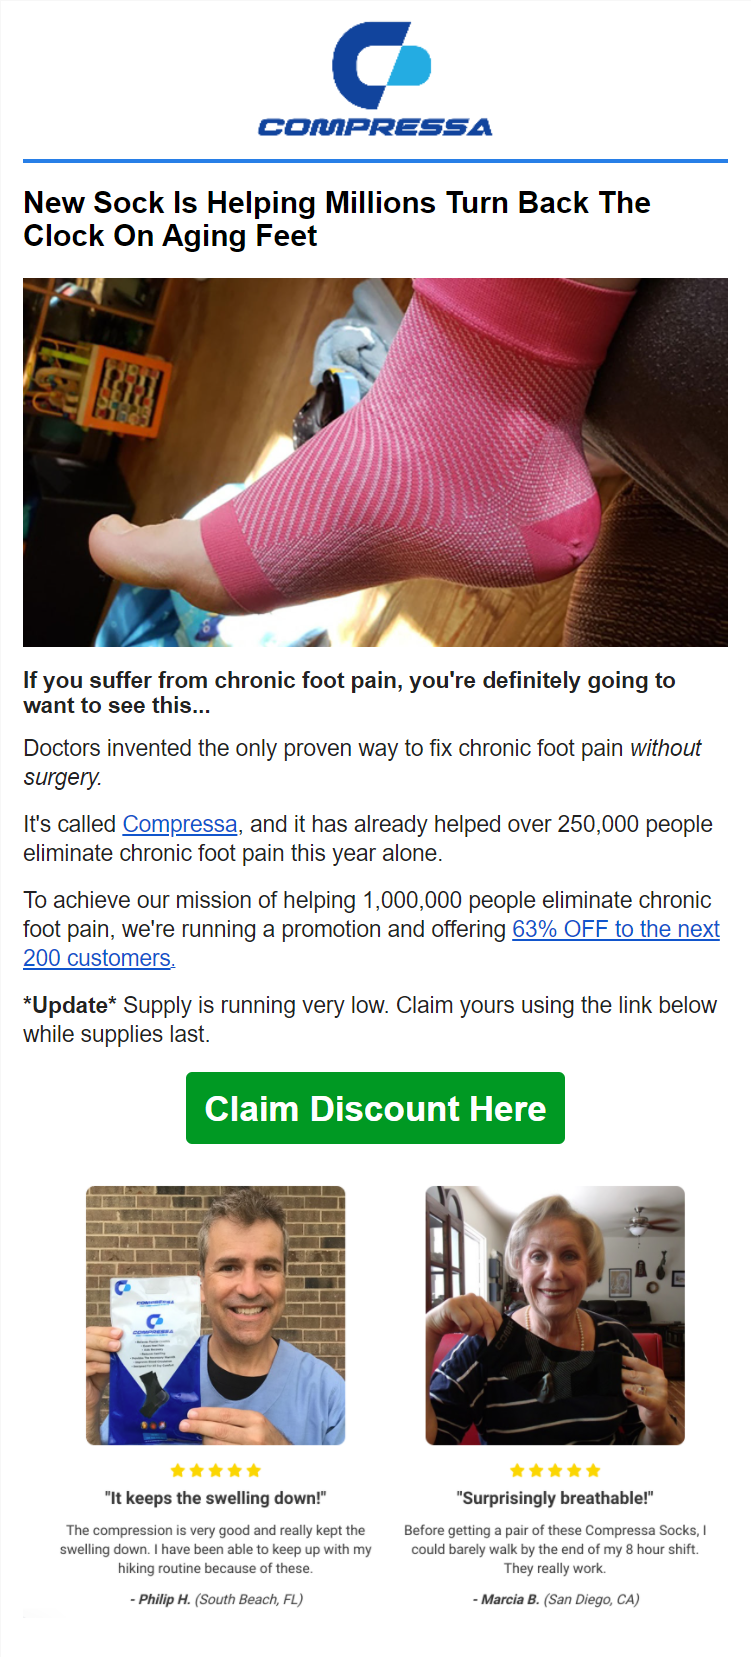 COMPRESSA
New Sock Is Helping Millions Turn Back The
Clock On Aging Feet
If you suffer from chronic foot pain, you're definitely going to
want to see this...
Doctors invented the only proven way to fix chronic foot pain without
surgery.
It's called Compressa, and it has already helped over 250,000 people
eliminate chronic foot pain this year alone.
To achieve our mission of helping 1,000,000 people eliminate chronic
foot pain, we're running a promotion and offering 63% OFF to the next
200 customers.
*Update* Supply is running very low. Claim yours using the link below
while supplies last.
Claim Discount Here
COMPRESSA
COMPRESSA
"It keeps the swelling down!"
The compression is very good and really kept the
swelling down. I have been able to keep up with my
hiking routine because of these.
- Philip H. (South Beach, FL)
"Surprisingly breathable!"
Before getting a pair of these Compressa Socks, I
could barely walk by the end of my 8 hour shift.
They really work.
- Marcia B. (San Diego, CA)